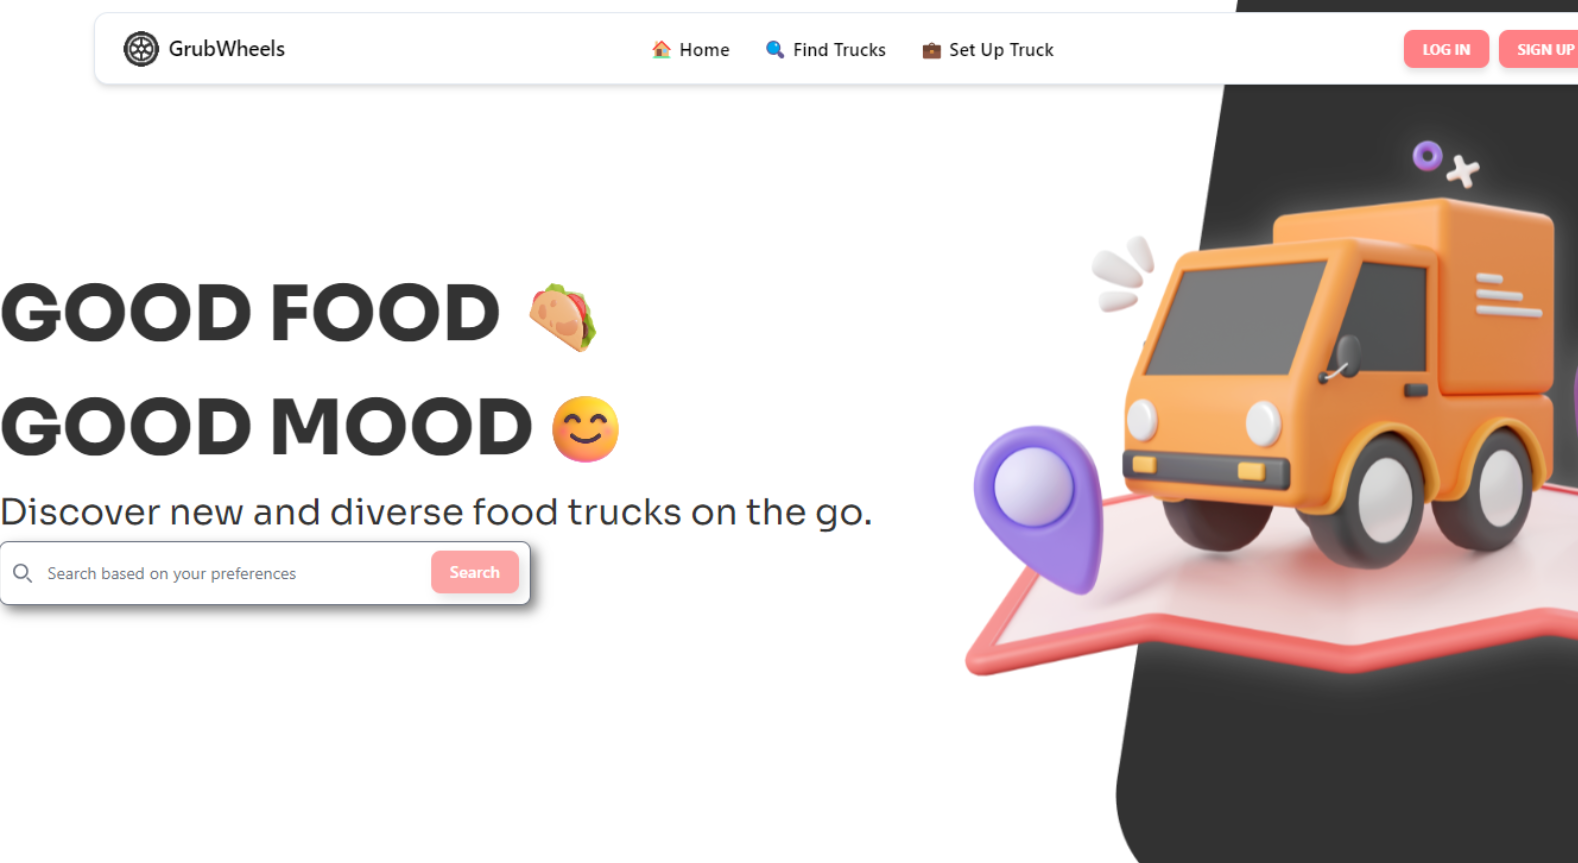 GrubWheels
🏠 Home
🔍 Find Trucks
💼 Set Up Truck
LOG IN
SIGN UP
GOOD FOOD 🌮
GOOD MOOD 😊
Discover new and diverse food trucks on the go.
Search based on your preferences
Search